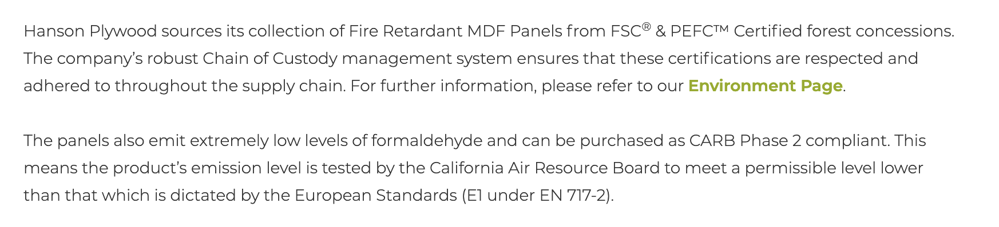 Hanson Plywood sources its collection of Fire Retardant MDF Panels from FSC® & PEFC™ Certified forest concessions.
The company’s robust Chain of Custody management system ensures that these certifications are respected and
adhered to throughout the supply chain. For further information, please refer to our Environment Page.
The panels also emit extremely low levels of formaldehyde and can be purchased as CARB Phase 2 compliant. This
means the product’s emission level is tested by the California Air Resource Board to meet a permissible level lower
than that which is dictated by the European Standards (E1 under EN 717-2).